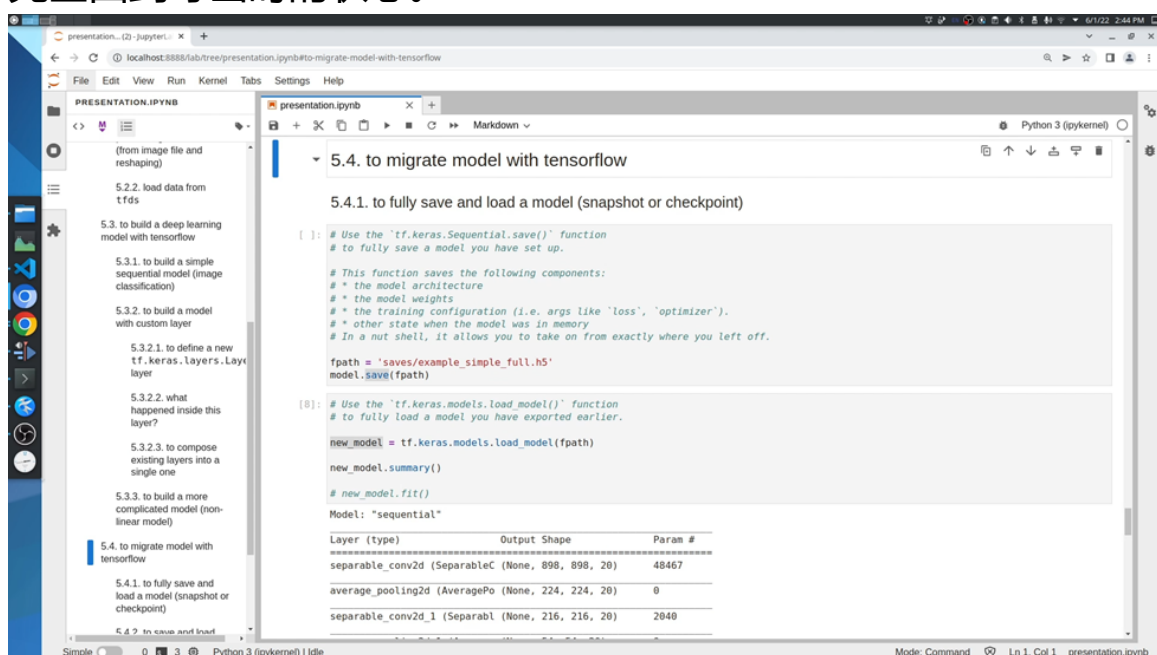 6/1/22 2:44 PM
presentation... (2) - JupyterL
localhost:8888/lab/tree/presentation.ipynb#to-migrate-model-with-tensorflow
File Edit View Run Kernel Tabs Settings Help
PRESENTATION.IPYNB
(from image file and
reshaping)
5.2.2. load data from
tfds
5.3. to build a deep learning
model with tensorflow
5.3.1. to build a simple
sequential model (image
classification)
5.3.2. to build a model
with custom layer
5.3.2.1. to define a new
tf.keras.layers.Laye
layer
5.3.2.2. what
happened inside this
layer?
5.3.2.3. to compose
existing layers into a
single one
5.3.3. to build a more
complicated model (non-
linear model)
5.4. to migrate model with
tensorflow
5.4.1. to fully save and
load a model (snapshot or
checkpoint)
5.4.2. to save and load
presentation.ipynb
Markdown
Python 3 (ipykernel)
5.4. to migrate model with tensorflow
5.4.1. to fully save and load a model (snapshot or checkpoint)
[ ]: # Use the `tf.keras.Sequential.save()` function
# to fully save a model you have set up.
# This function saves the following components:
# * the model architecture
# * the model weights
# * the training configuration (i.e. args like `loss`, `optimizer`).
# * other state when the model was in memory
# In a nut shell, it allows you to take on from exactly where you left off.
fpath = 'saves/example_simple_full.h5'
model.save(fpath)
[8]: # Use the `tf.keras.models.load_model()` function
# to fully load a model you have exported earlier.
new_model = tf.keras.models.load_model(fpath)
new_model.summary()
# new_model.fit()
Model: "sequential"
Layer (type) Output Shape Param #
separable_conv2d (SeparableC (None, 898, 898, 20) 48467
average_pooling2d (AveragePo (None, 224, 224, 20) 0
separable_conv2d_1 (Separabl (None, 216, 216, 20) 2040
Simple 0 3 Python 3 (ipykernel) | Idle
Mode: Command Ln 1, Col 1 presentation.ipynb